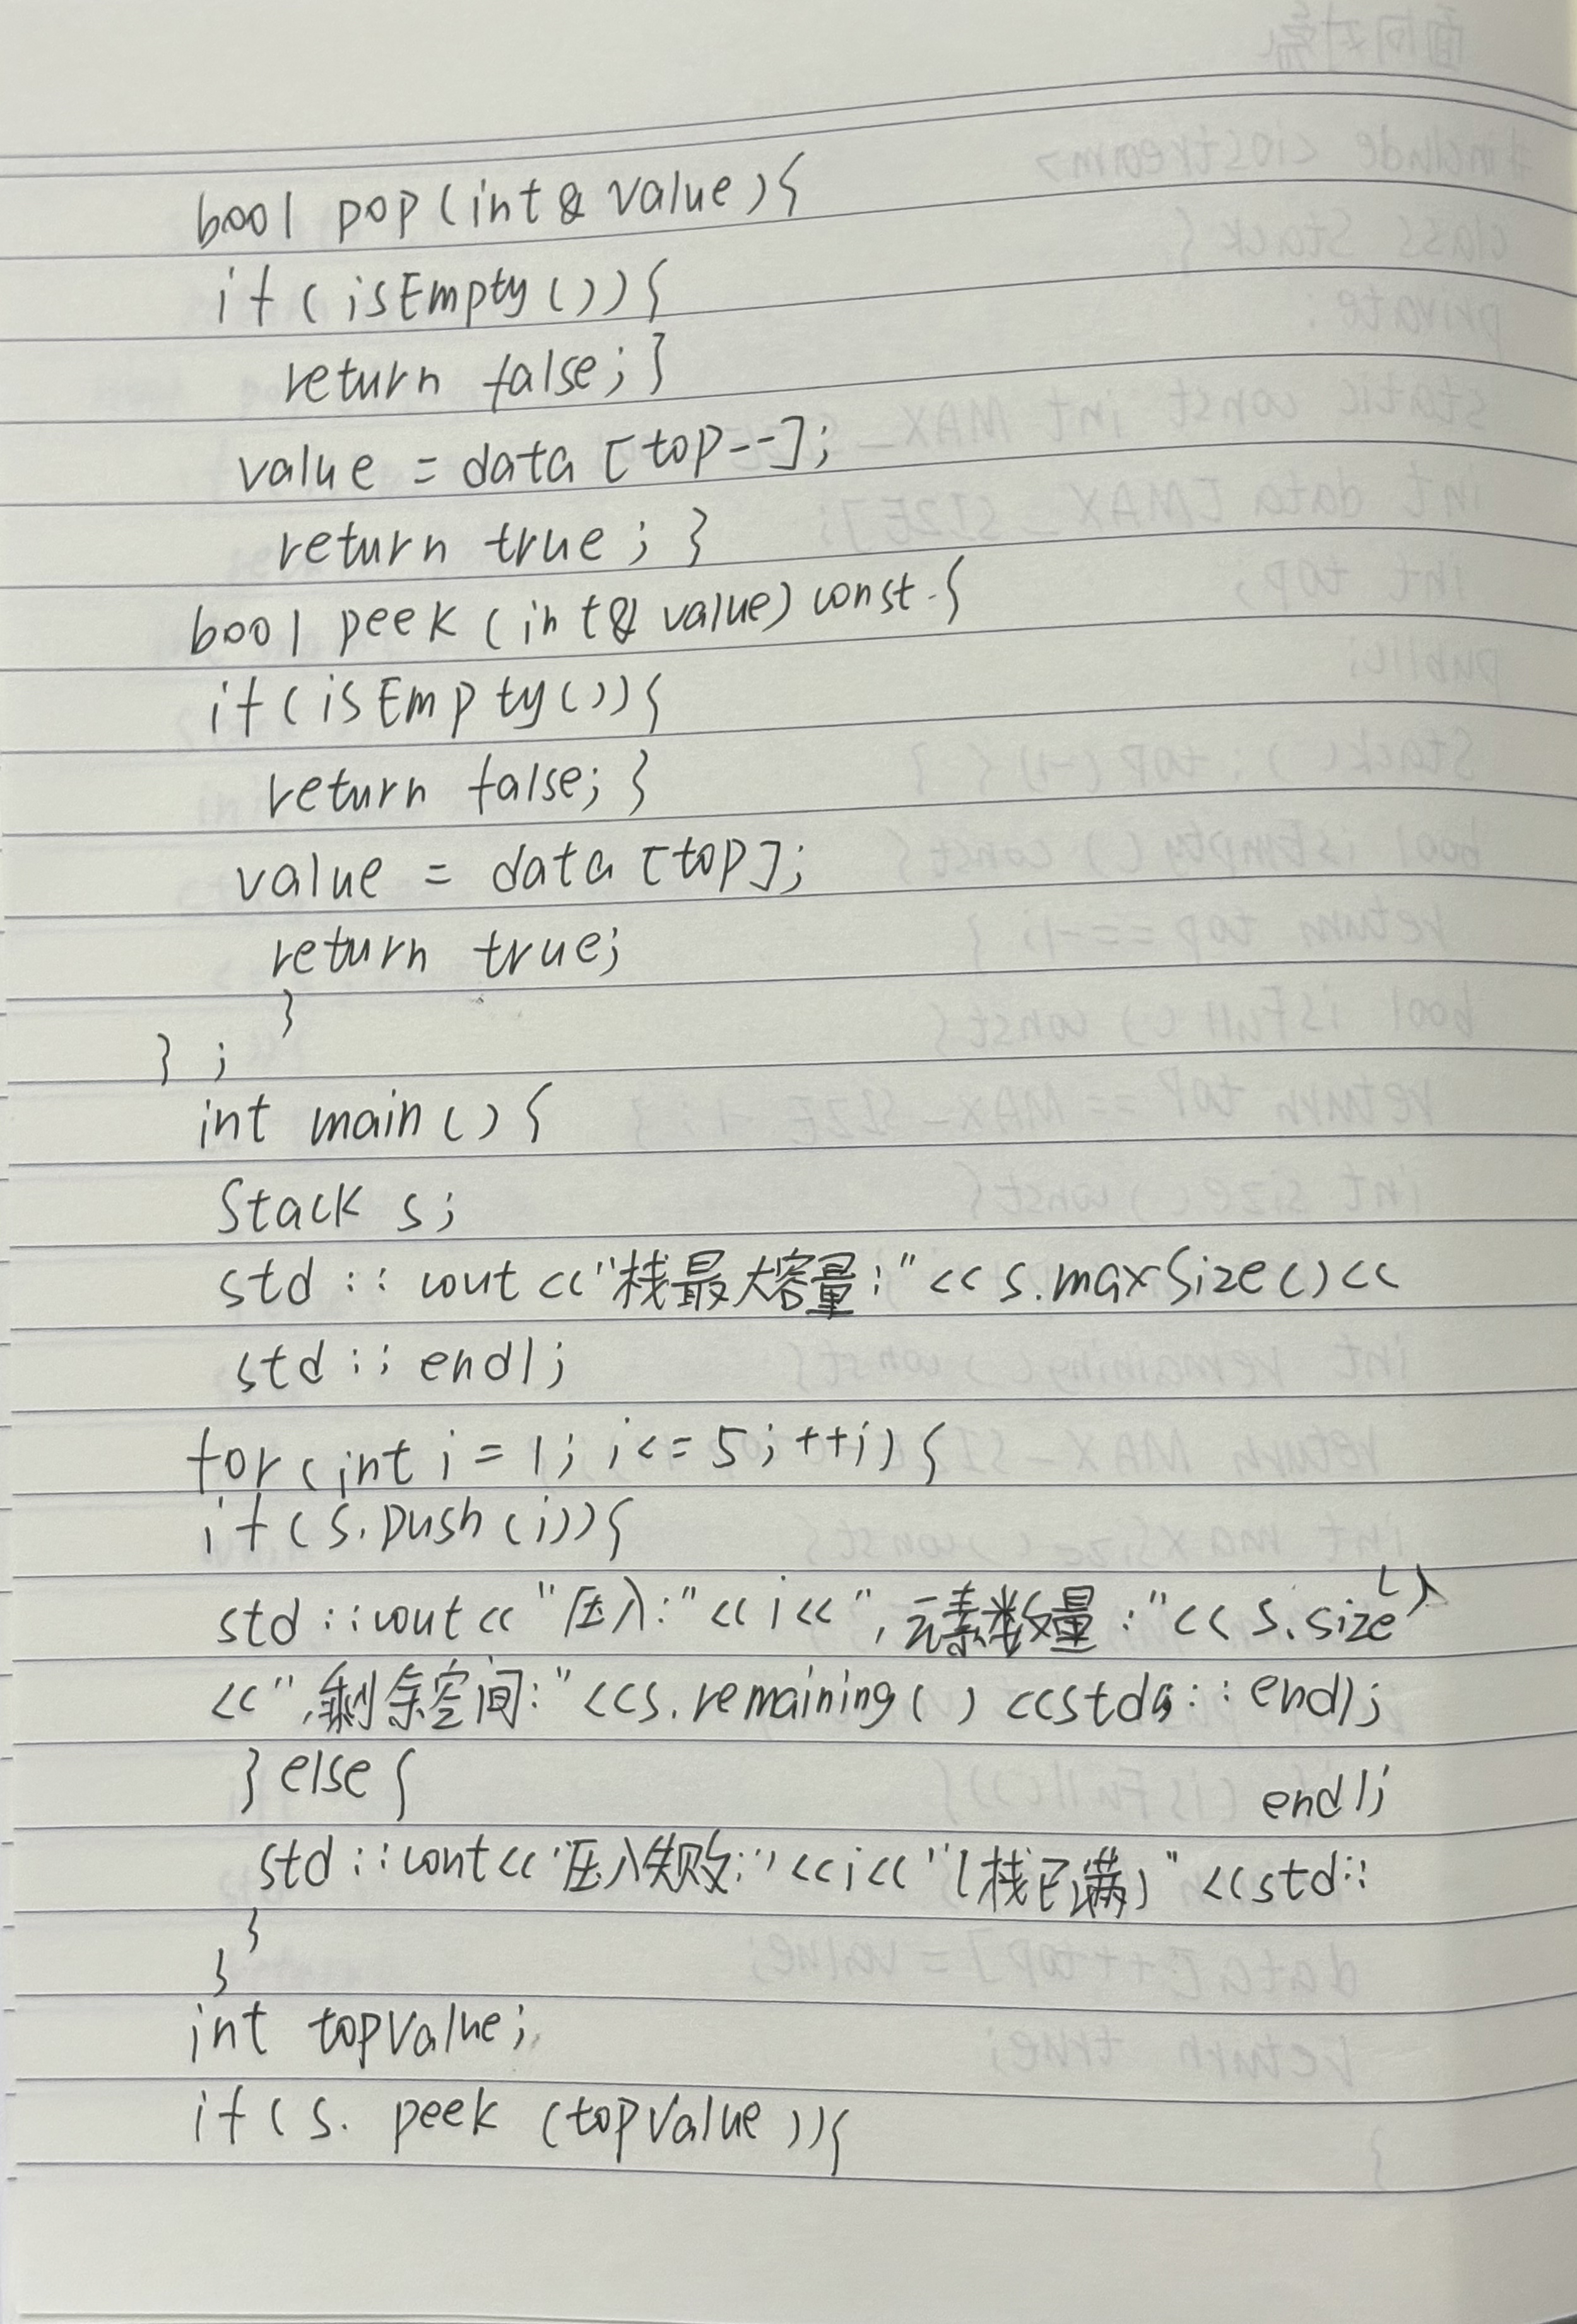 bool pop(int & value){
if(isEmpty()){
return false;}
value = data[top--];
return true;}
bool peek(int& value)const{
if(isEmpty()){
return false;}
value = data[top];
return true;
}
};
int main(){
Stack s;
std::cout<<"栈最大容量:"<<s.maxSize()<<
std::endl;
for(int i=1; i<=5; ++i){
if(s.push(i)){
std::cout<<"压入:"<<i<<",元素数量:"<<s.size()
<<",剩余空间:"<<s.remaining()<<std::endl;
}else{
std::cout<<"压入失败:"<<i<<"(栈已满)"<<std::
endl;
}
}
int topValue;
if(s.peek(topValue)){